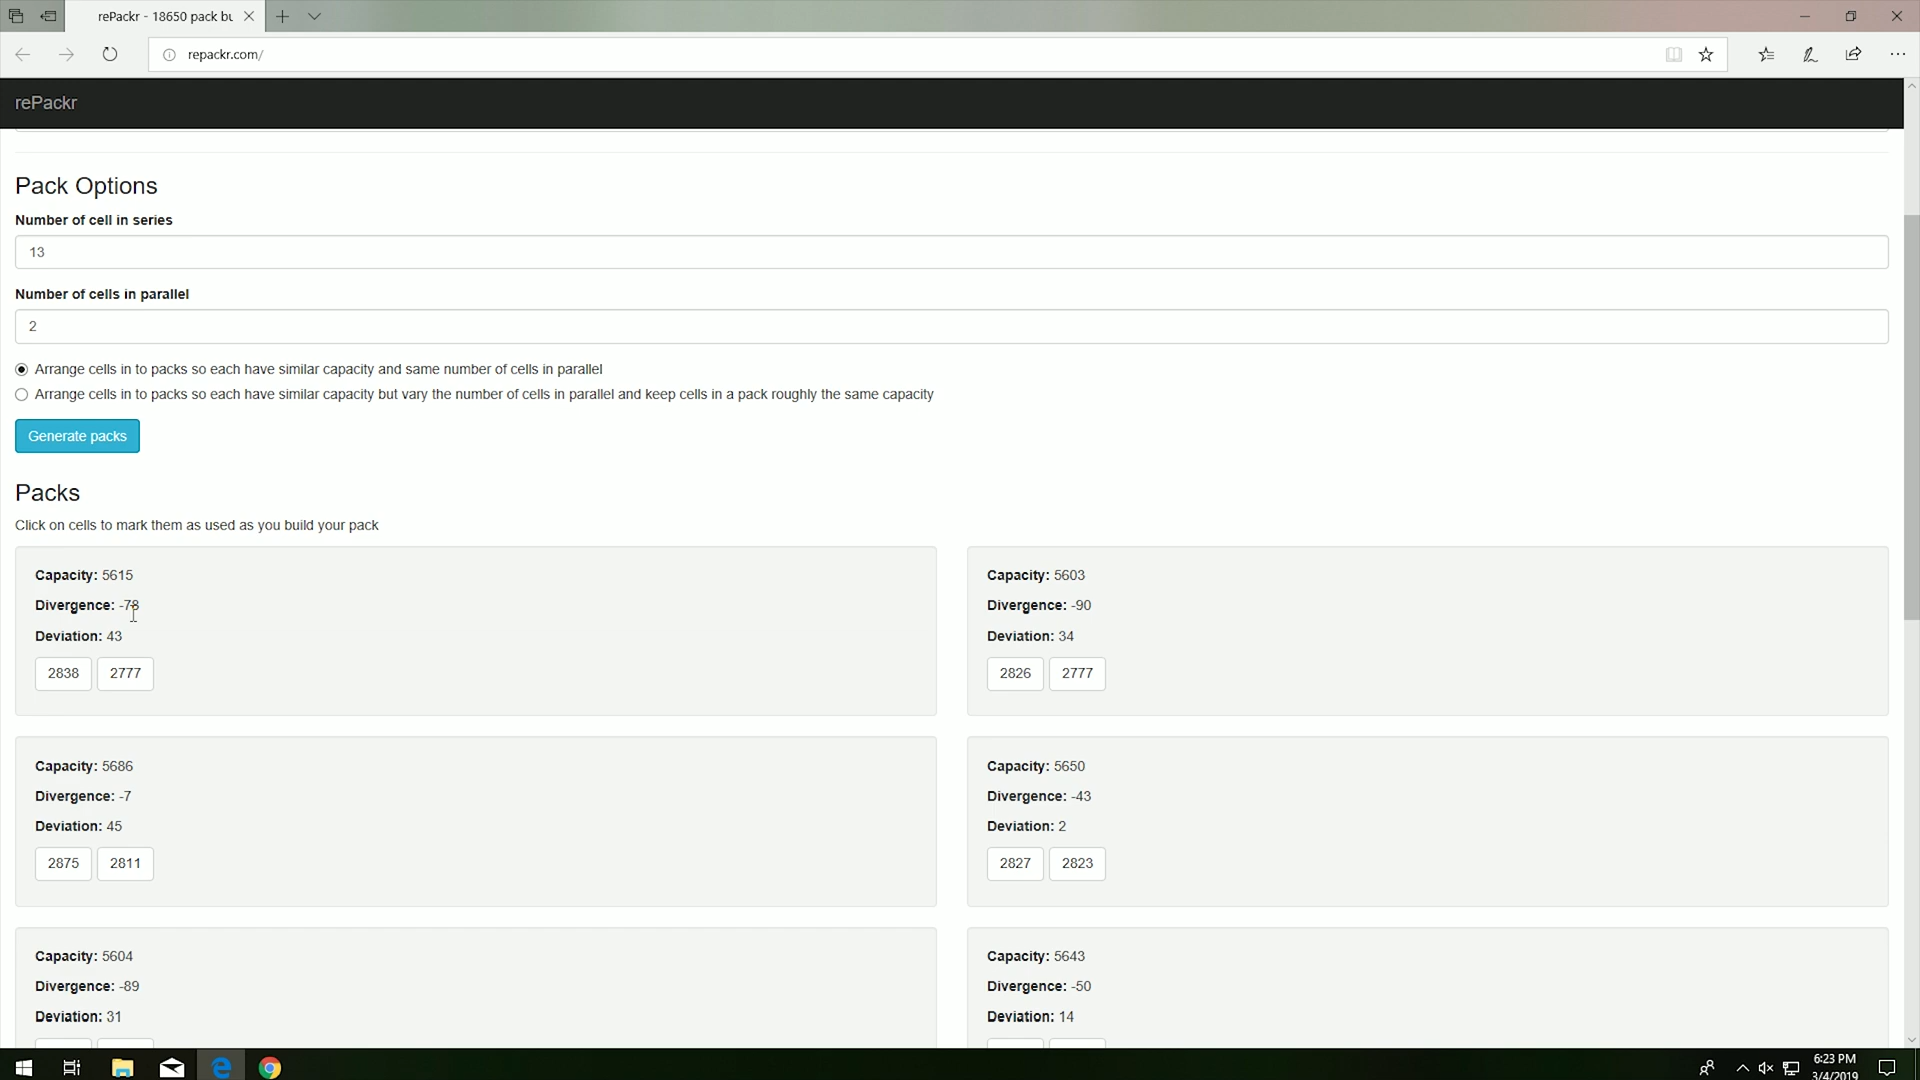 rePackr - 18650 pack bu
repackr.com/
rePackr
Pack Options
Number of cell in series
13
Number of cells in parallel
2
Arrange cells in to packs so each have similar capacity and same number of cells in parallel
Arrange cells in to packs so each have similar capacity but vary the number of cells in parallel and keep cells in a pack roughly the same capacity
Generate packs
Packs
Click on cells to mark them as used as you build your pack
Capacity: 5615
Divergence: -78
Deviation: 43
2838 2777
Capacity: 5603
Divergence: -90
Deviation: 34
2826 2777
Capacity: 5686
Divergence: -7
Deviation: 45
2875 2811
Capacity: 5650
Divergence: -43
Deviation: 2
2827 2823
Capacity: 5604
Divergence: -89
Deviation: 31
Capacity: 5643
Divergence: -50
Deviation: 14
6:23 PM
3/4/2019